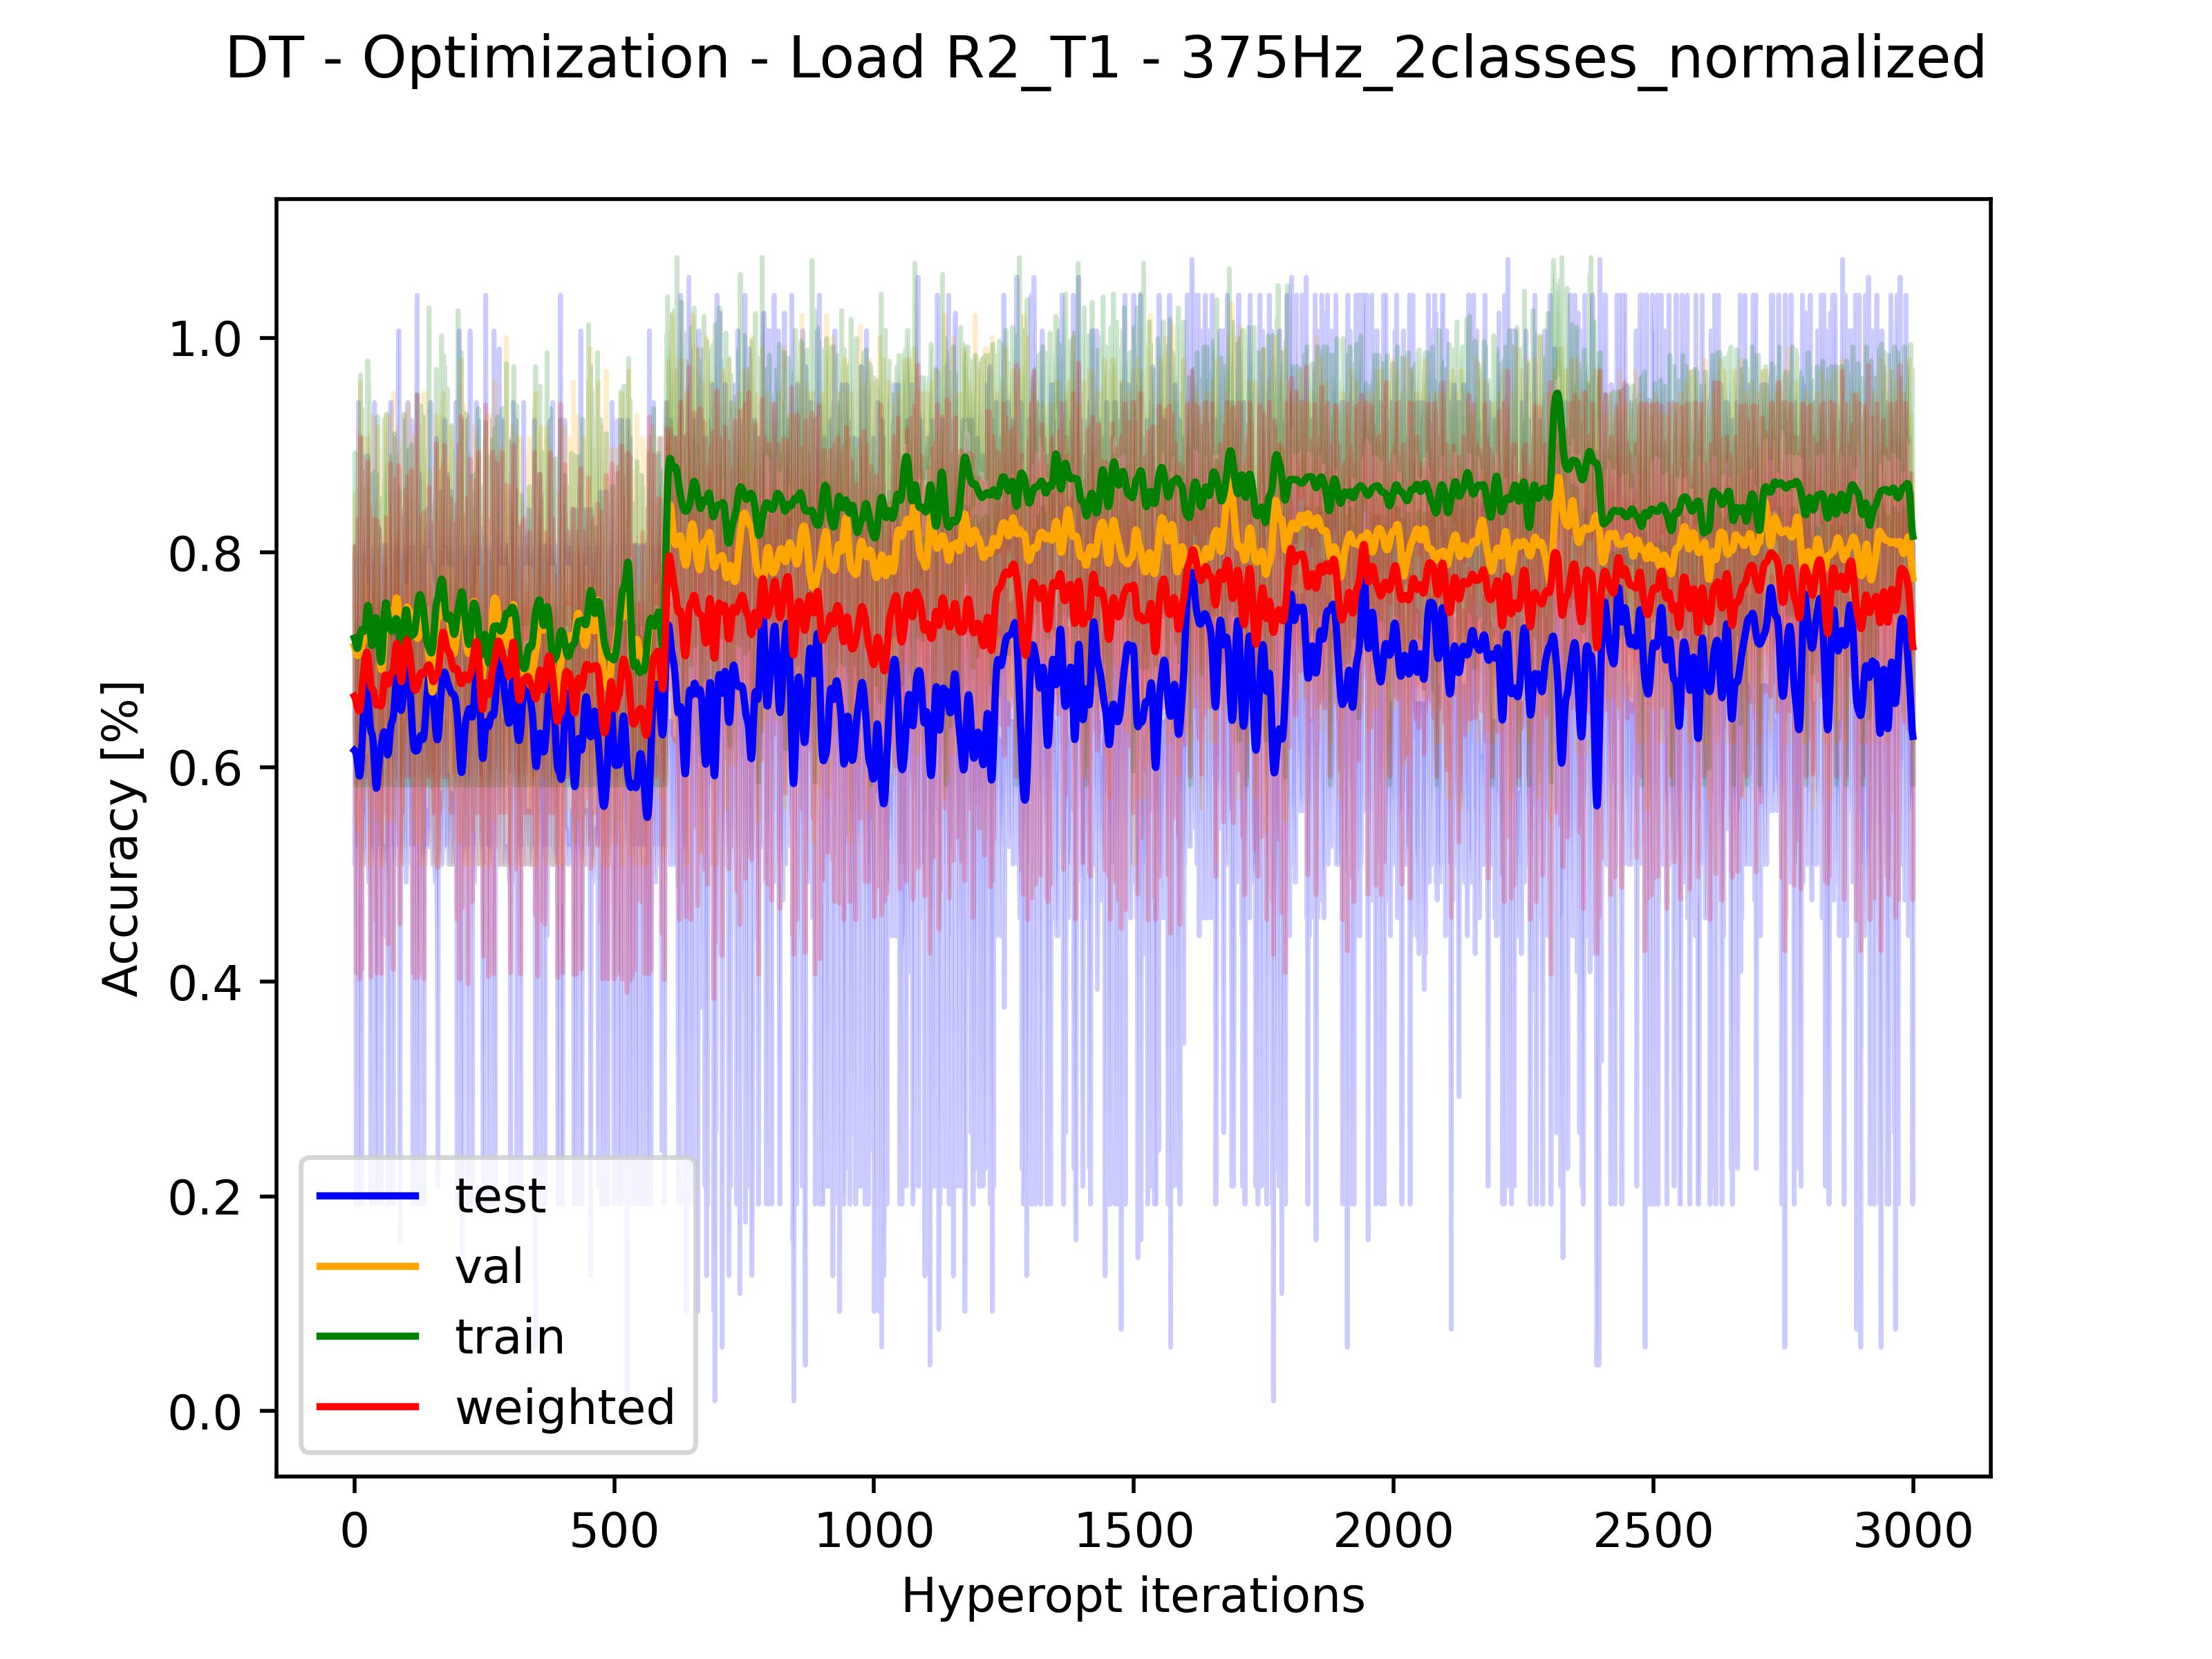 DT - Optimization - Load R2_T1 - 375Hz_2classes_normalized
Accuracy [%]
1.0
0.8
0.6
0.4
0.2
0.0
test
val
train
weighted
0 500 1000 1500 2000 2500 3000
Hyperopt iterations